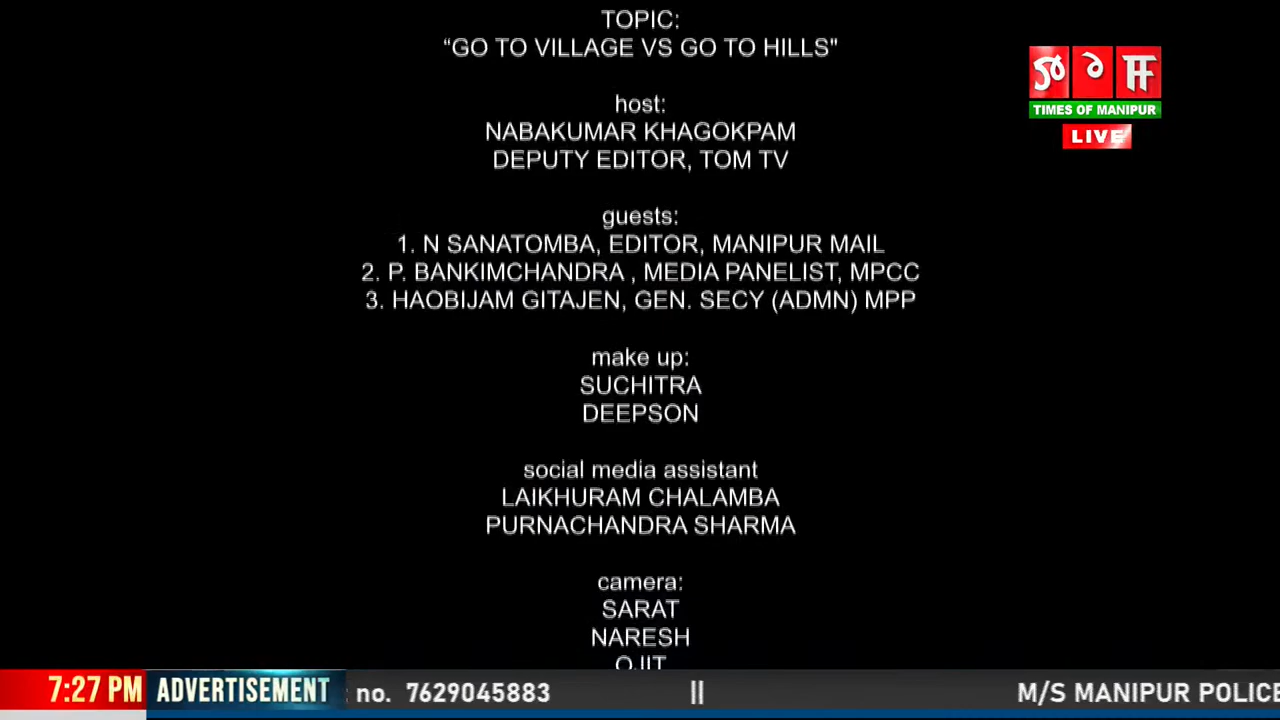 TOPIC:
“GO TO VILLAGE VS GO TO HILLS"
host:
NABAKUMAR KHAGOKPAM
DEPUTY EDITOR, TOM TV
guests:
1. N SANATOMBA, EDITOR, MANIPUR MAIL
2. P. BANKIMCHANDRA , MEDIA PANELIST, MPCC
3. HAOBIJAM GITAJEN, GEN. SECY (ADMN) MPP
make up:
SUCHITRA
DEEPSON
social media assistant
LAIKHURAM CHALAMBA
PURNACHANDRA SHARMA
camera:
SARAT
NARESH
OJIT
TIMES OF MANIPUR
LIVE
7:27 PM ADVERTISEMENT no. 7629045883 || M/S MANIPUR POLICE